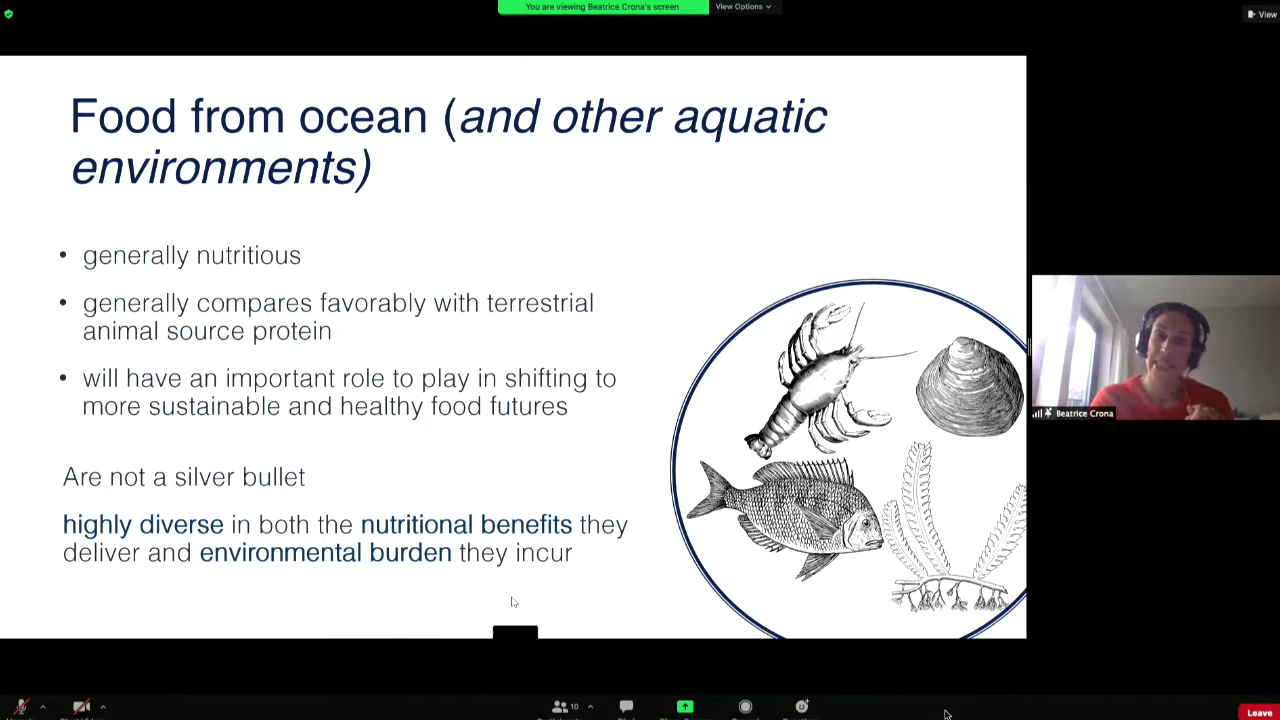 You are viewing Beatrice Crona's screen
View Options
View
Food from ocean (and other aquatic
environments)
• generally nutritious
• generally compares favorably with terrestrial
animal source protein
• will have an important role to play in shifting to
more sustainable and healthy food futures
Are not a silver bullet
highly diverse in both the nutritional benefits they
deliver and environmental burden they incur
Beatrice Crona
10
Leave